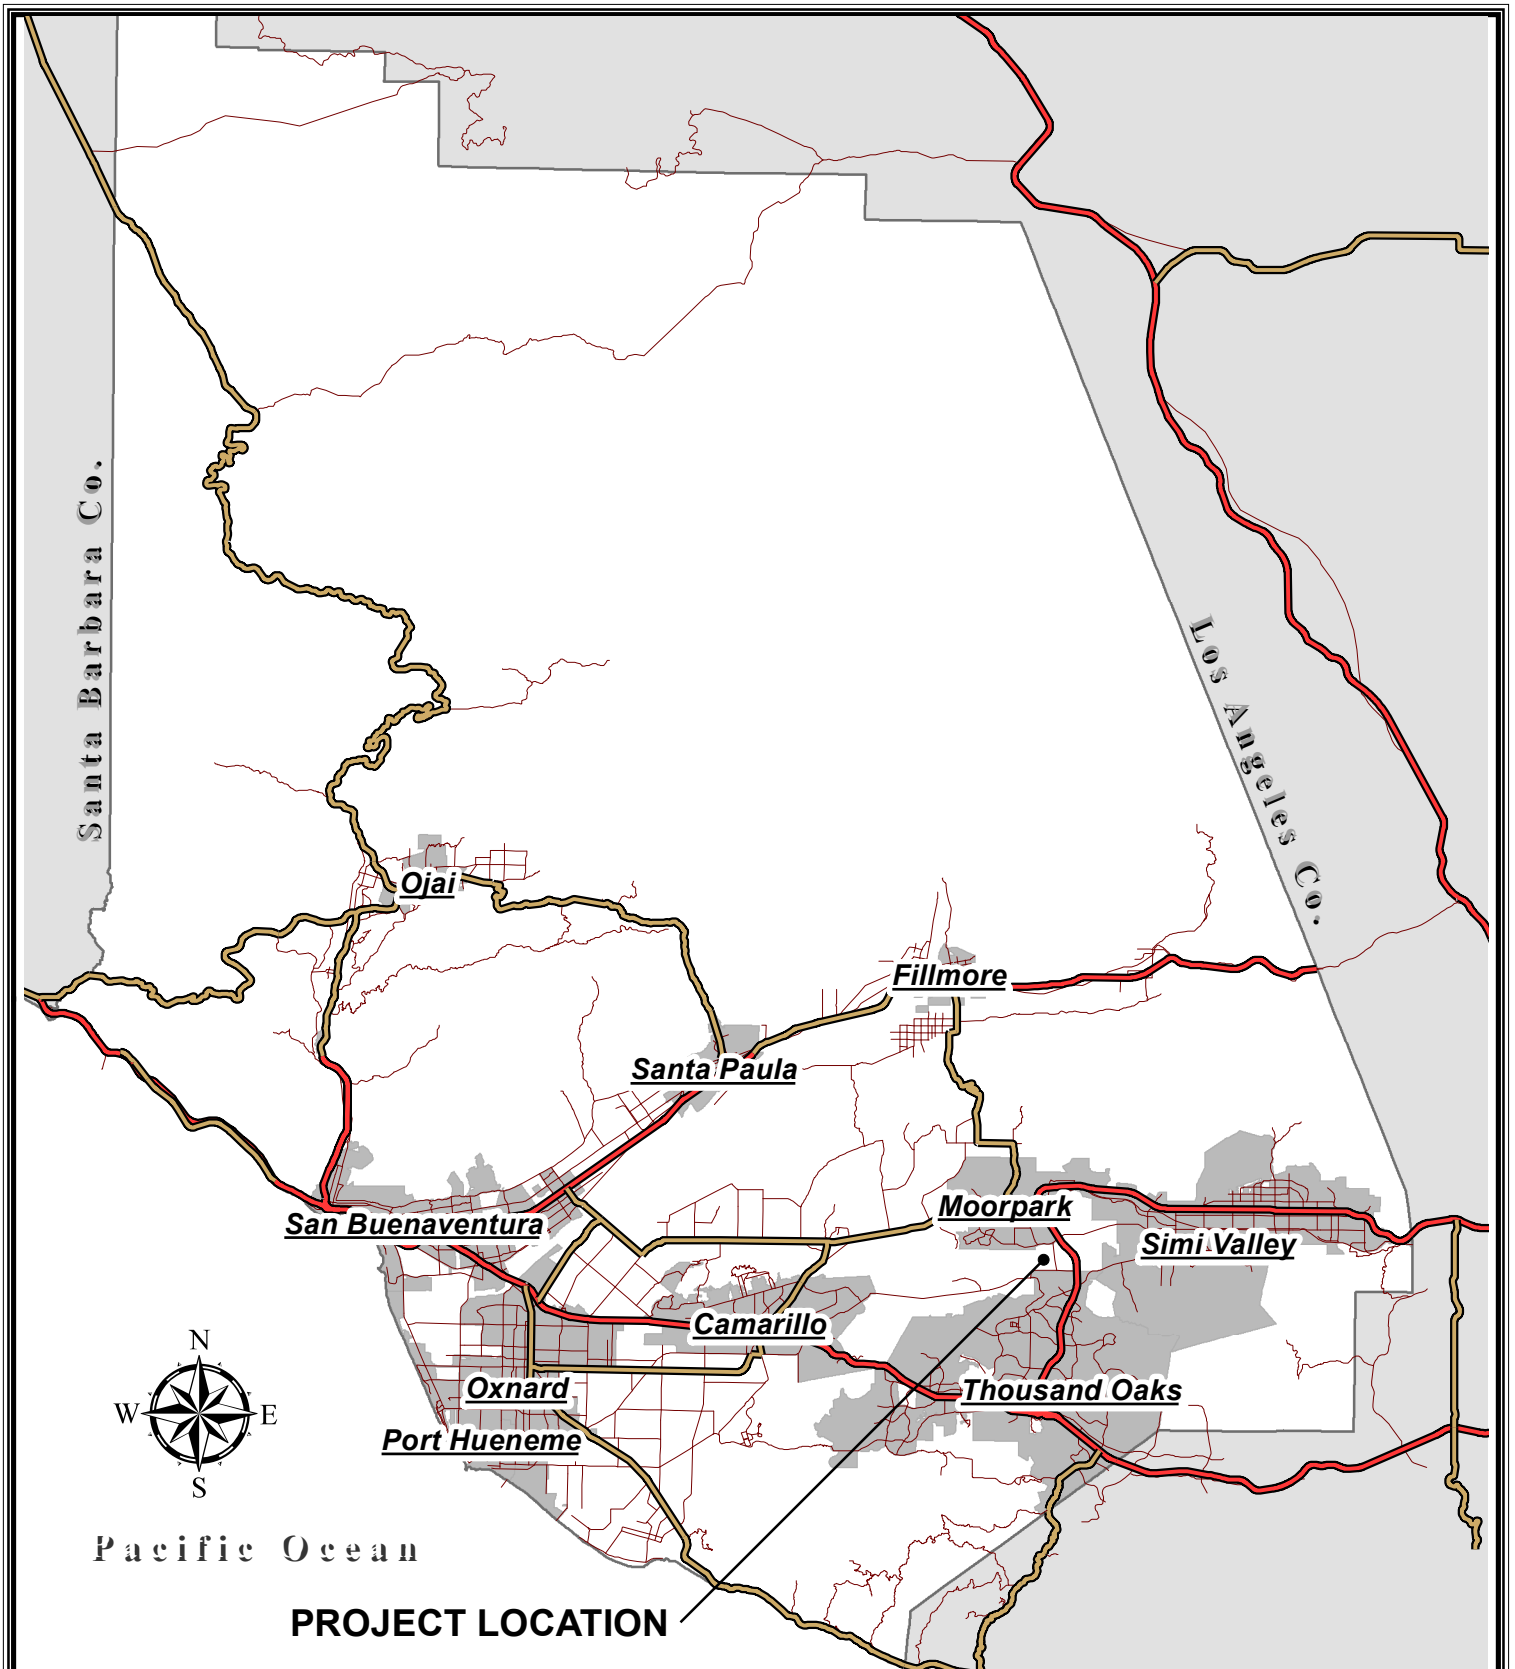 Santa Barbara Co.
Los Angeles Co.
Ojai
Fillmore
Santa Paula
Moorpark
San Buenaventura
Simi Valley
Camarillo
Oxnard
Thousand Oaks
Port Hueneme
N
W E
S
Pacific Ocean
PROJECT LOCATION